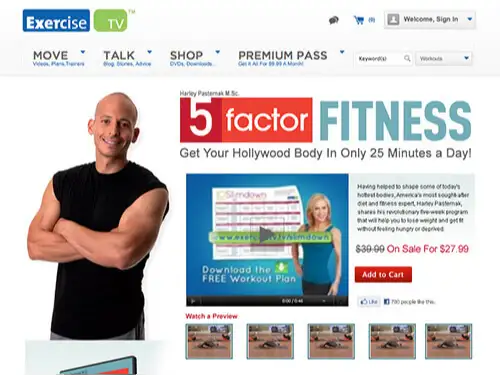 Exercise TV™
(0)
Welcome, Sign In
MOVE
Videos, Plans, Trainers
TALK
Blog, Stories, Advice
SHOP
DVDs, Downloads...
PREMIUM PASS
Get It All For $9.99 A Month!
Keyword(s)
Workouts
Harley Pasternak M.Sc.
5 factor FITNESS
Get Your Hollywood Body In Only 25 Minutes a Day!
Slimdown
www.exercisetv.tv/slimdown
Download the
FREE Workout Plan
Having helped to shape some of today's
hottest bodies, America's most sought after
diet and fitness expert, Harley Pasternak,
shares his revolutionary five-week program
that will help you to lose weight and get fit
without feeling hungry or deprived.
$39.99 On Sale For $27.99
Add to Cart
Like
790 people like this.
Watch a Preview